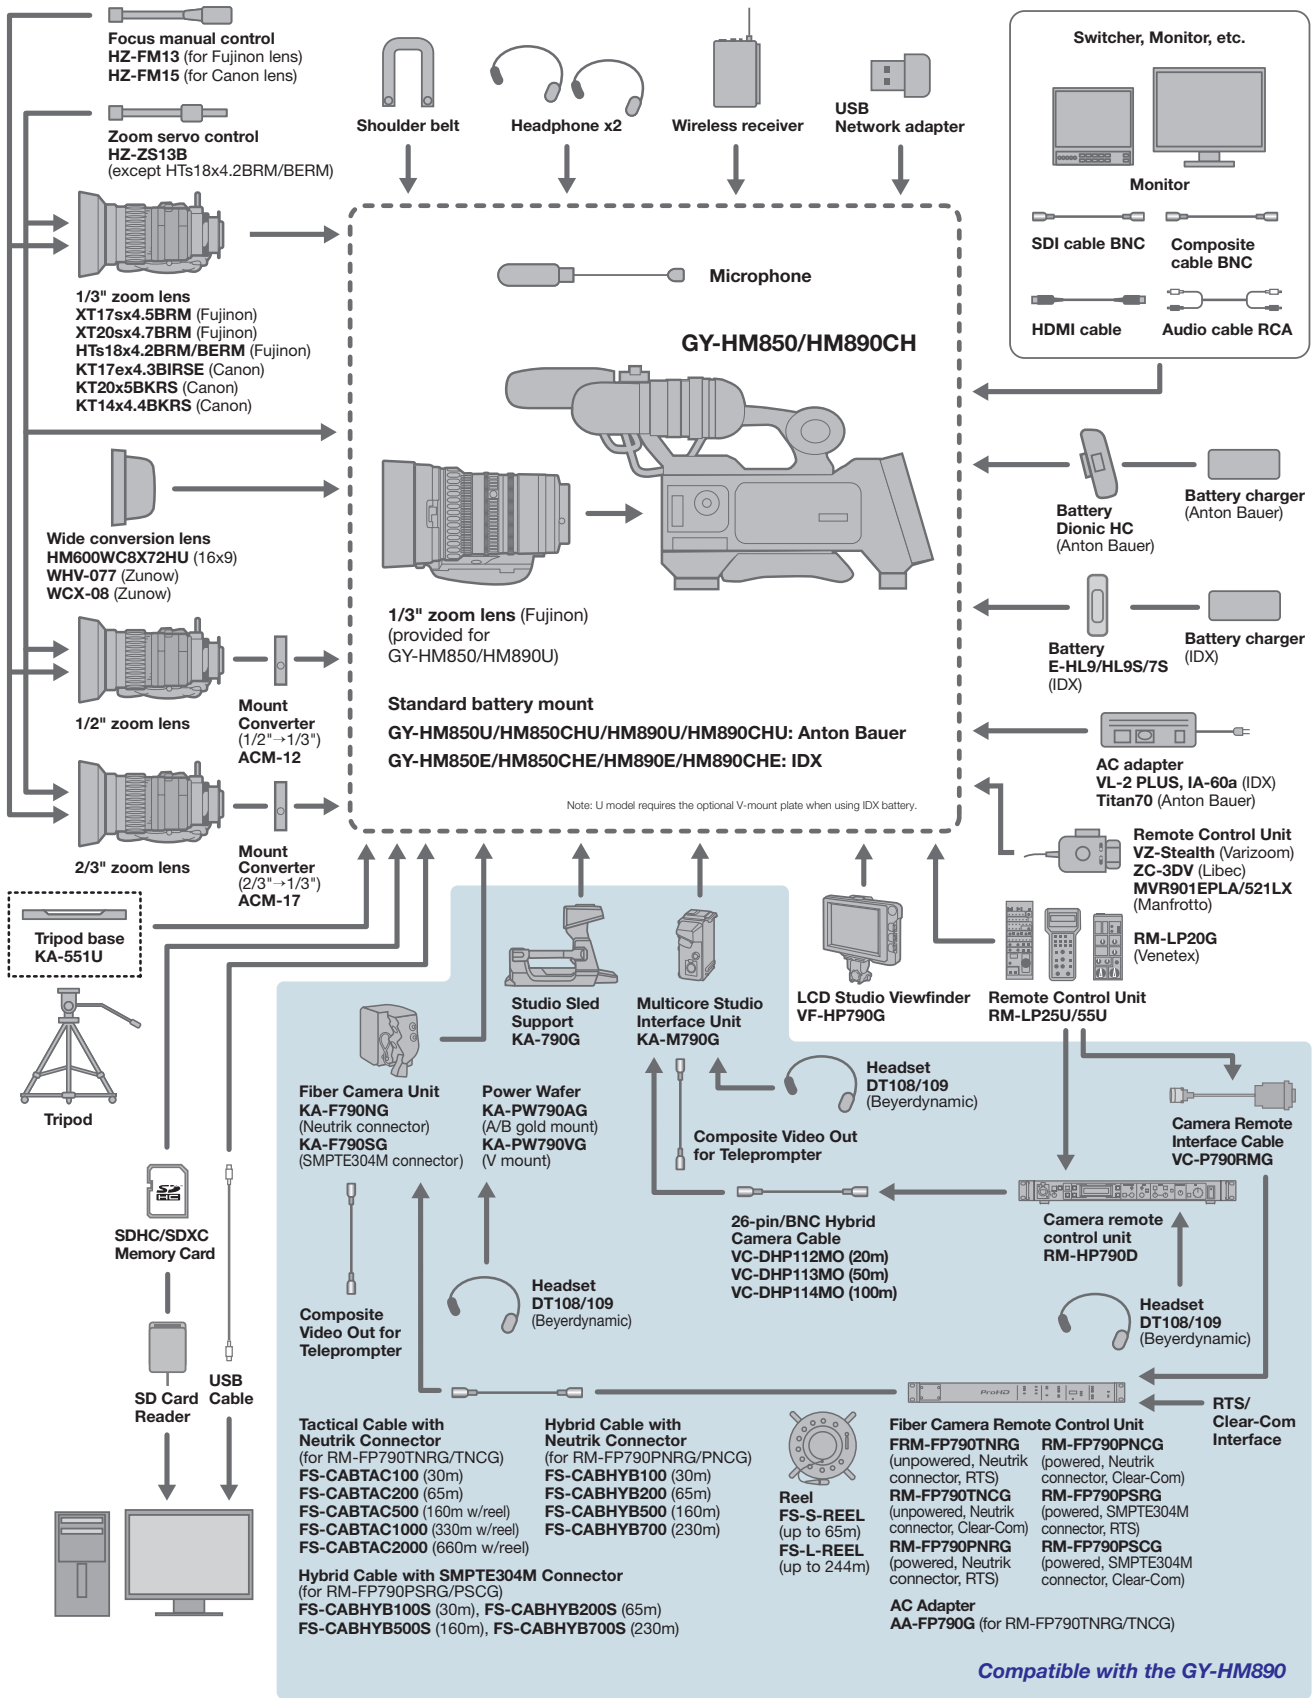 Focus manual control
HZ-FM13 (for Fujinon lens)
HZ-FM15 (for Canon lens)
Zoom servo control
HZ-ZS13B
(except HTs18x4.2BRM/BERM)
Shoulder belt
Headphone x2
Wireless receiver
USB
Network adapter
Switcher, Monitor, etc.
Monitor
SDI cable BNC
Composite
cable BNC
HDMI cable
Audio cable RCA
1/3" zoom lens
XT17sx4.5BRM (Fujinon)
XT20sx4.7BRM (Fujinon)
HTs18x4.2BRM/BERM (Fujinon)
KT17ex4.3BIRSE (Canon)
KT20x5BKRS (Canon)
KT14x4.4BKRS (Canon)
Microphone
GY-HM850/HM890CH
Wide conversion lens
HM600WC8X72HU (16x9)
WHV-077 (Zunow)
WCX-08 (Zunow)
1/3" zoom lens (Fujinon)
(provided for
GY-HM850/HM890U)
Battery
Dionic HC
(Anton Bauer)
Battery charger
(Anton Bauer)
Battery
E-HL9/HL9S/7S
(IDX)
Battery charger
(IDX)
1/2" zoom lens
Mount
Converter
(1/2"→1/3")
ACM-12
Standard battery mount
GY-HM850U/HM850CHU/HM890U/HM890CHU: Anton Bauer
GY-HM850E/HM850CHE/HM890E/HM890CHE: IDX
Note: U model requires the optional V-mount plate when using IDX battery.
AC adapter
VL-2 PLUS, IA-60a (IDX)
Titan70 (Anton Bauer)
2/3" zoom lens
Mount
Converter
(2/3"→1/3")
ACM-17
Remote Control Unit
VZ-Stealth (Varizoom)
ZC-3DV (Libec)
MVR901EPLA/521LX
(Manfrotto)
RM-LP20G
(Venetex)
Tripod base
KA-551U
Tripod
Studio Sled
Support
KA-790G
Multicore Studio
Interface Unit
KA-M790G
LCD Studio Viewfinder
VF-HP790G
Remote Control Unit
RM-LP25U/55U
Fiber Camera Unit
KA-F790NG
(Neutrik connector)
KA-F790SG
(SMPTE304M connector)
Power Wafer
KA-PW790AG
(A/B gold mount)
KA-PW790VG
(V mount)
Headset
DT108/109
(Beyerdynamic)
Composite Video Out
for Teleprompter
Camera Remote
Interface Cable
VC-P790RMG
SD
HC
SDHC/SDXC
Memory Card
26-pin/BNC Hybrid
Camera Cable
VC-DHP112MO (20m)
VC-DHP113MO (50m)
VC-DHP114MO (100m)
Camera remote
control unit
RM-HP790D
Composite
Video Out for
Teleprompter
Headset
DT108/109
(Beyerdynamic)
Headset
DT108/109
(Beyerdynamic)
SD Card
Reader
USB
Cable
ProHD
RTS/
Clear-Com
Interface
Tactical Cable with
Neutrik Connector
(for RM-FP790TNRG/TNCG)
FS-CABTAC100 (30m)
FS-CABTAC200 (65m)
FS-CABTAC500 (160m w/reel)
FS-CABTAC1000 (330m w/reel)
FS-CABTAC2000 (660m w/reel)
Hybrid Cable with
Neutrik Connector
(for RM-FP790PNRG/PNCG)
FS-CABHYB100 (30m)
FS-CABHYB200 (65m)
FS-CABHYB500 (160m)
FS-CABHYB700 (230m)
Hybrid Cable with SMPTE304M Connector
(for RM-FP790PSRG/PSCG)
FS-CABHYB100S (30m), FS-CABHYB200S (65m)
FS-CABHYB500S (160m), FS-CABHYB700S (230m)
Reel
FS-S-REEL
(up to 65m)
FS-L-REEL
(up to 244m)
Fiber Camera Remote Control Unit
FRM-FP790TNRG
(unpowered, Neutrik
connector, RTS)
RM-FP790TNCG
(unpowered, Neutrik
connector, Clear-Com)
RM-FP790PNRG
(powered, Neutrik
connector, RTS)
RM-FP790PNCG
(powered, Neutrik
connector, Clear-Com)
RM-FP790PSRG
(powered, SMPTE304M
connector, RTS)
RM-FP790PSCG
(powered, SMPTE304M
connector, Clear-Com)
AC Adapter
AA-FP790G (for RM-FP790TNRG/TNCG)
Compatible with the GY-HM890